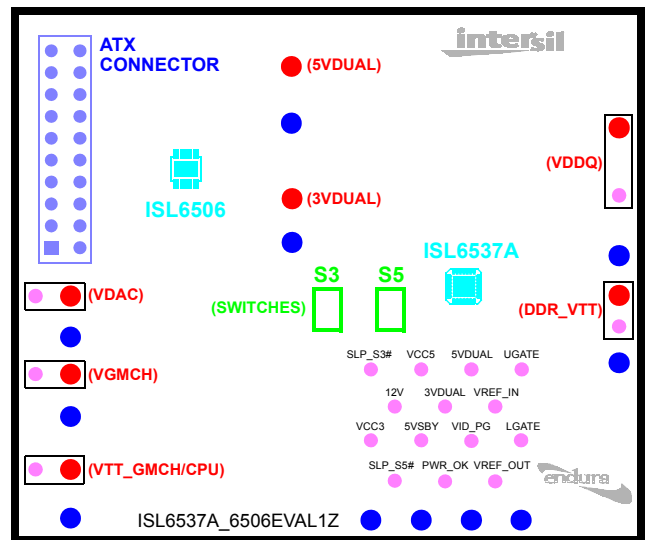 ATX
CONNECTOR
intersil
(5VDUAL)
(VDDQ)
ISL6506
(3VDUAL)
ISL6537A
S3 S5
(VDAC)
(SWITCHES)
(DDR_VTT)
SLP_S3# VCC5 5VDUAL UGATE
(VGMCH)
12V 3VDUAL VREF_IN
VCC3 5VSBY VID_PG LGATE
(VTT_GMCH/CPU)
SLP_S5# PWR_OK VREF_OUT
endura
ISL6537A_6506EVAL1Z